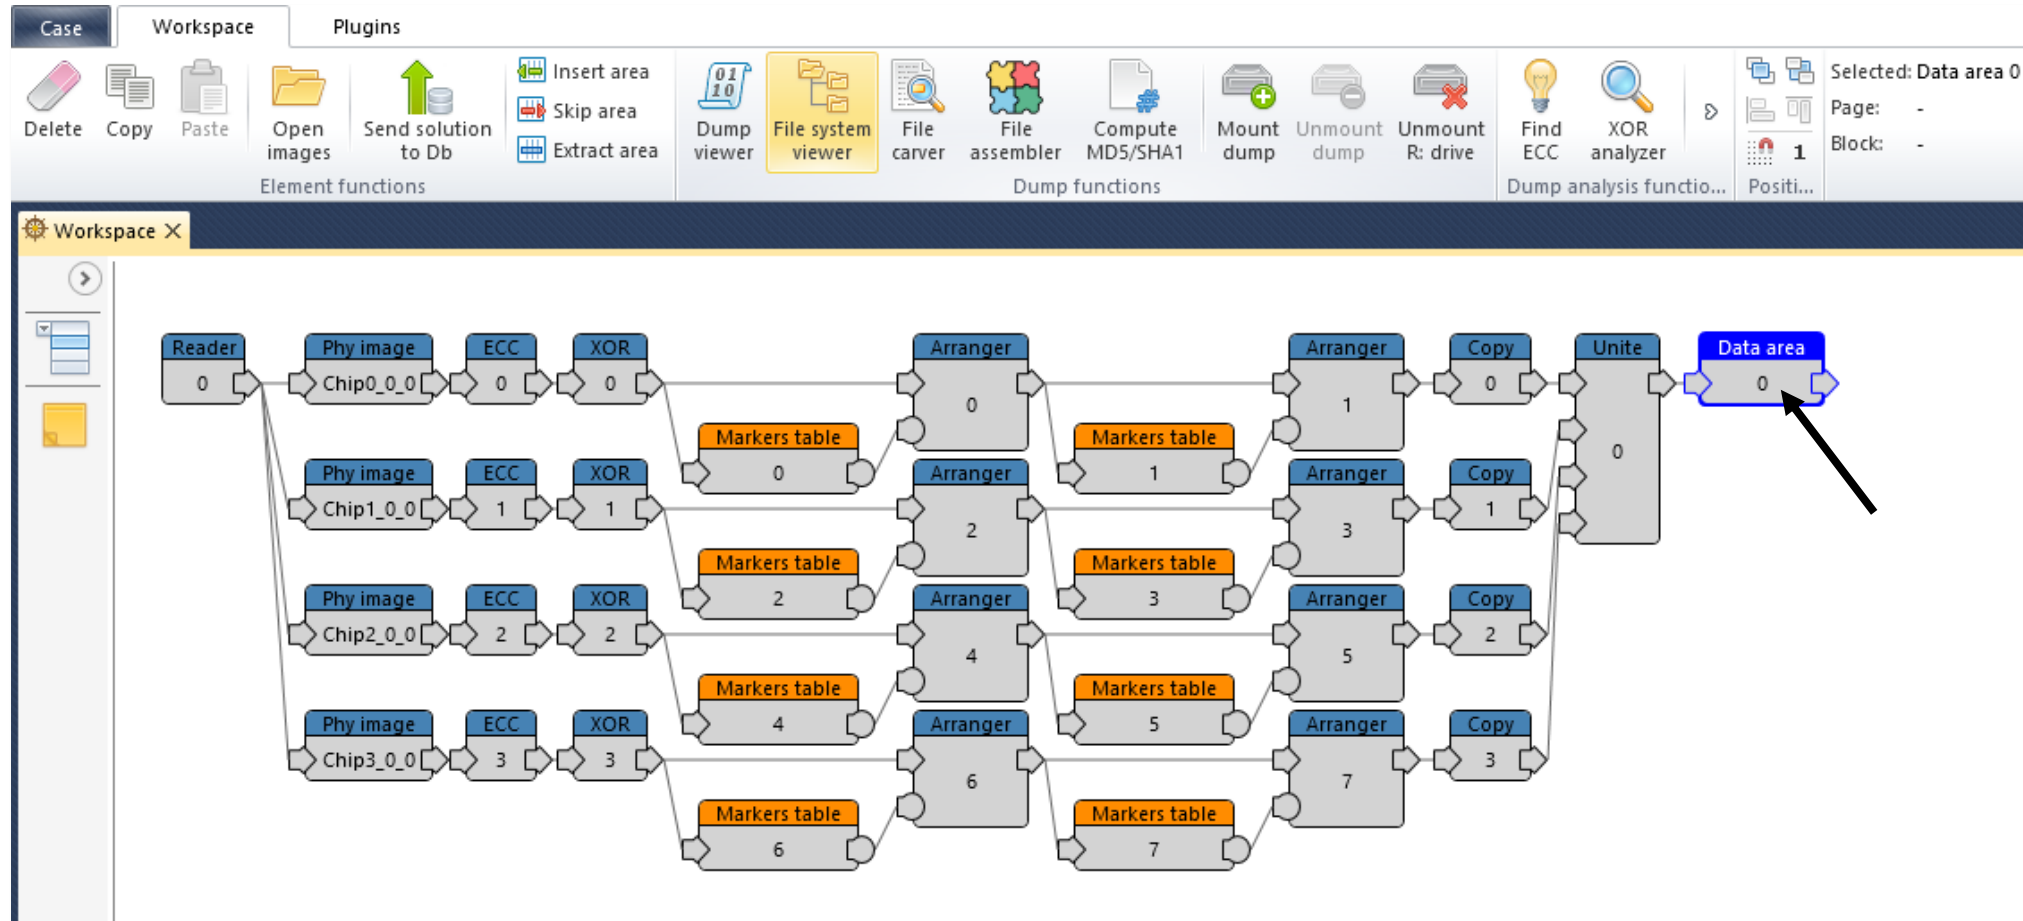 Case Workspace Plugins
Delete
Copy
Paste
Open
images
Send solution
to Db
Insert area
Skip area
Extract area
Element functions
Dump
viewer
File system
viewer
File
carver
File
assembler
Compute
MD5/SHA1
Mount
dump
Unmount
dump
Unmount
R: drive
Dump functions
Find
ECC
XOR
analyzer
Dump analysis functio...
1
Positi...
Selected: Data area 0
Page: -
Block: -
01
10
#
Workspace
Reader
0
Phy image
Chip0_0_0
ECC
0
XOR
0
Markers table
0
Arranger
0
Markers table
1
Arranger
1
Copy
0
Unite
0
Data area
0
Phy image
Chip1_0_0
ECC
1
XOR
1
Markers table
2
Arranger
2
Markers table
3
Arranger
3
Copy
1
Phy image
Chip2_0_0
ECC
2
XOR
2
Markers table
4
Arranger
4
Markers table
5
Arranger
5
Copy
2
Phy image
Chip3_0_0
ECC
3
XOR
3
Markers table
6
Arranger
6
Markers table
7
Arranger
7
Copy
3